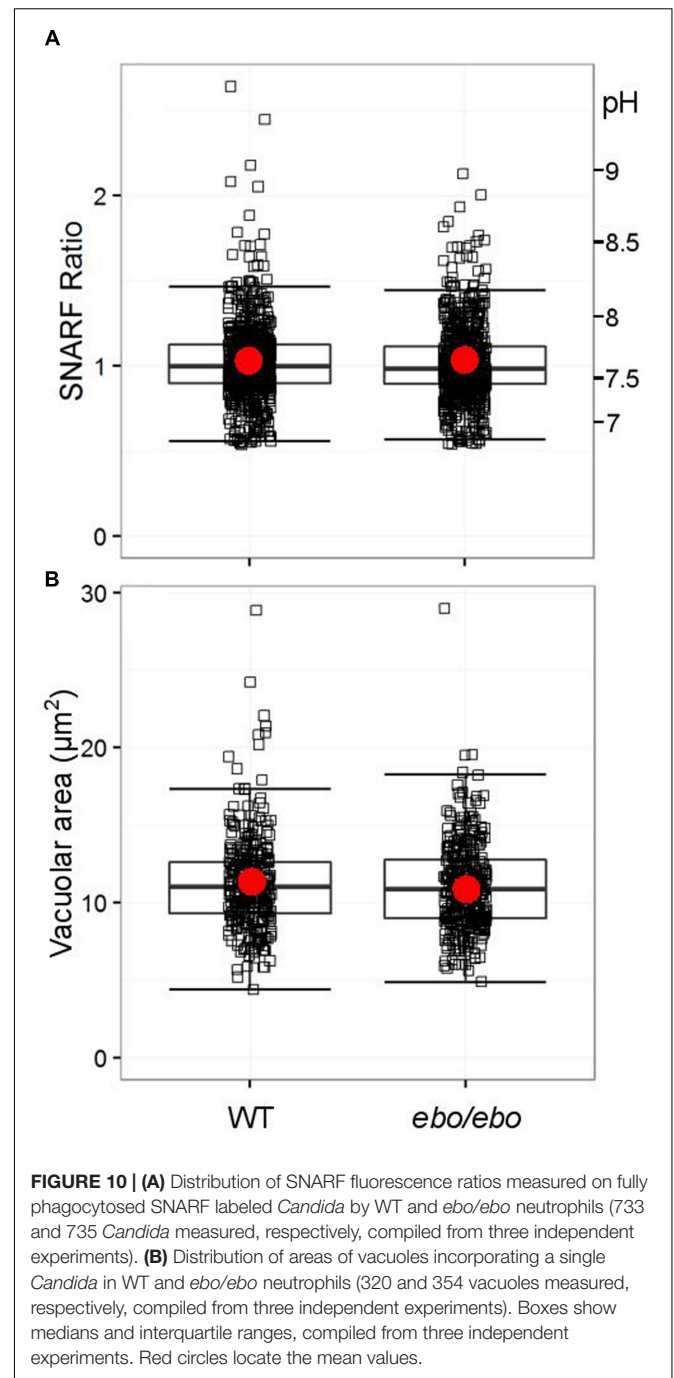 A
pH
SNARF Ratio
2
1
0
9
8.5
8
7.5
7
B
Vacuolar area (µm²)
30
20
10
0
WT
ebo/ebo
FIGURE 10 | (A) Distribution of SNARF fluorescence ratios measured on fully
phagocytosed SNARF labeled Candida by WT and ebo/ebo neutrophils (733
and 735 Candida measured, respectively, compiled from three independent
experiments). (B) Distribution of areas of vacuoles incorporating a single
Candida in WT and ebo/ebo neutrophils (320 and 354 vacuoles measured,
respectively, compiled from three independent experiments). Boxes show
medians and interquartile ranges, compiled from three independent
experiments. Red circles locate the mean values.